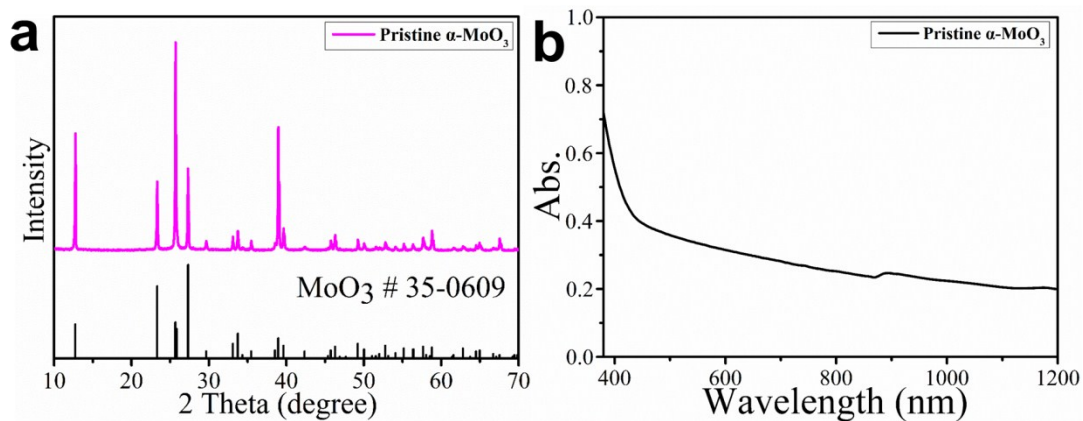 a
Pristine α-MoO3
Intensity
MoO3 # 35-0609
10 20 30 40 50 60 70
2 Theta (degree)
b
Pristine α-MoO3
Abs.
1.0
0.8
0.6
0.4
0.2
0.0
400 600 800 1000 1200
Wavelength (nm)